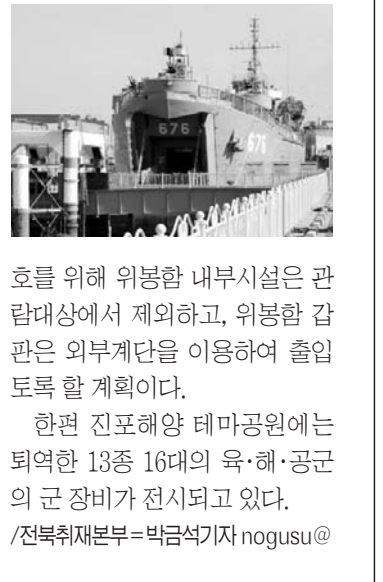 676
676
호를 위해 위봉함 내부시설은 관
람대상에서 제외하고, 위봉함 갑
판은 외부계단을 이용하여 출입
토록 할 계획이다.
한편 진포해양 테마공원에는
퇴역한 13종 16대의 육·해·공군
의 군 장비가 전시되고 있다.
/전북취재본부=박금석기자 nogusu@